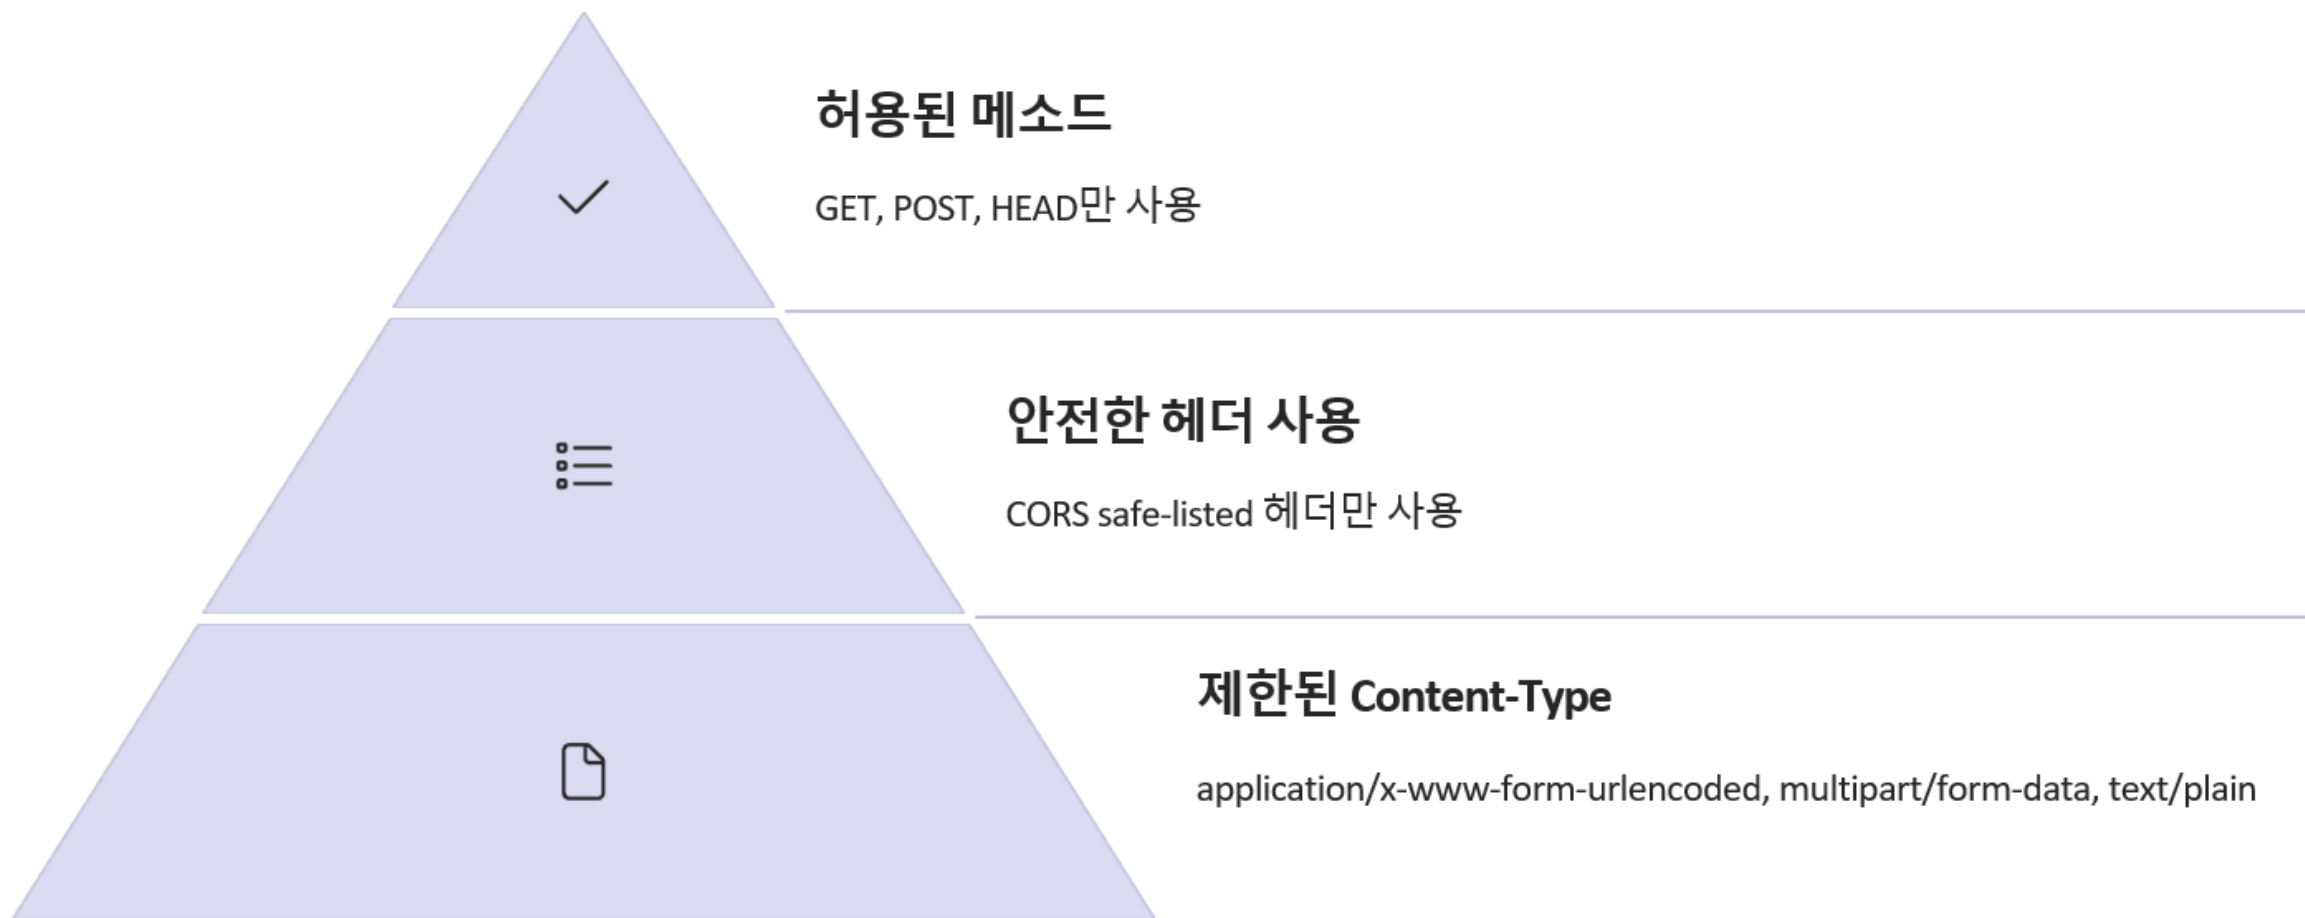 허용된 메소드
GET, POST, HEAD만 사용
안전한 헤더 사용
CORS safe-listed 헤더만 사용
제한된 Content-Type
application/x-www-form-urlencoded, multipart/form-data, text/plain